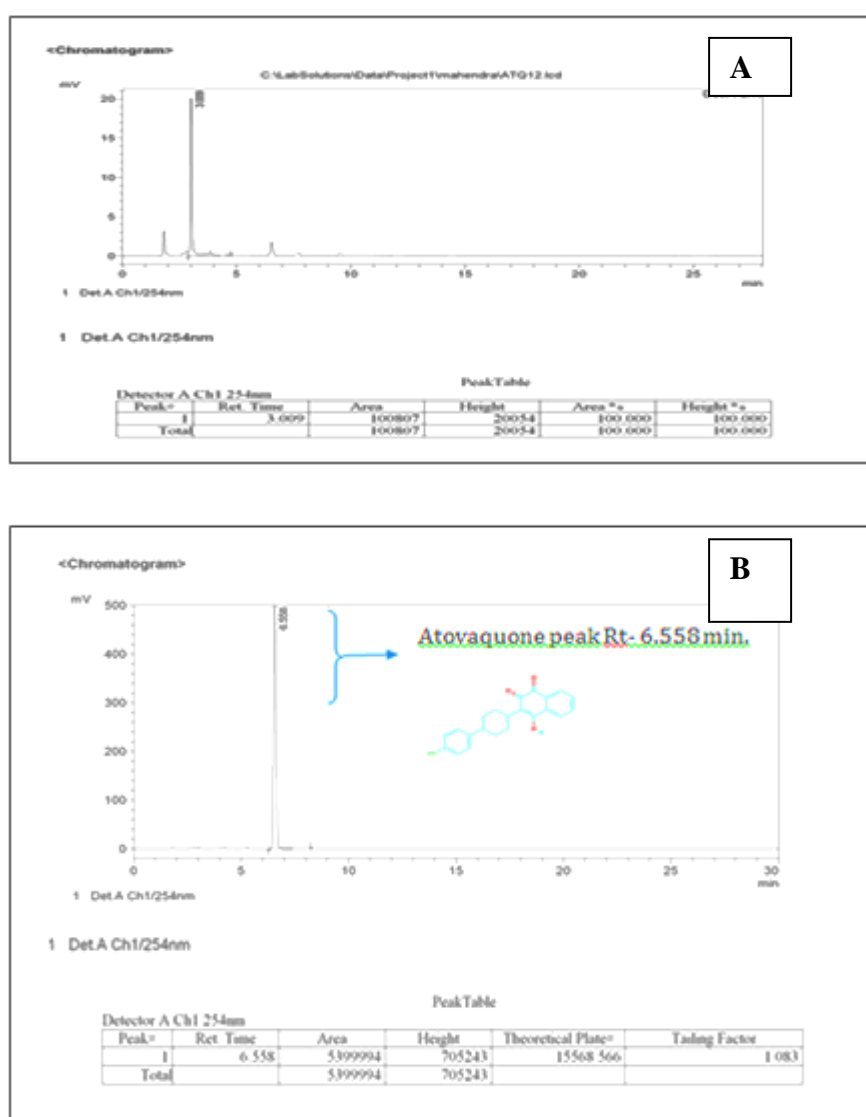 A
<Chromatogram>
C:\LabSolutions\Data\Project1\mahendra\ATQ12.lcd
mV
20
3.009
15
10
5
0
0 5 10 15 20 25
min
1 Det.A Ch1/254nm
1 Det.A Ch1/254nm
PeakTable
Detector A Ch1 254nm
Peak# Ret. Time Area Height Area % Height %
1 3.009 100807 20054 100.000 100.000
Total 100807 20054 100.000 100.000
B
<Chromatogram>
mV
500
6.558
Atovaquone peak Rt- 6.558 min.
400
300
200
100
0
0 5 10 15 20 25 30
min
1 Det.A Ch1/254nm
1 Det.A Ch1/254nm
PeakTable
Detector A Ch1 254nm
Peak# Ret. Time Area Height Theoretical Plate# Tailing Factor
1 6.558 5399994 705243 15568.566 1.083
Total 5399994 705243